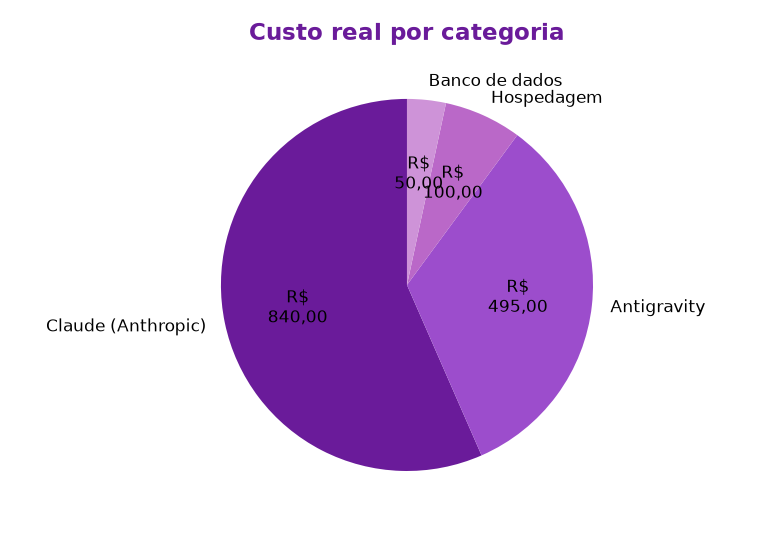 Custo real por categoria
Banco de dados
Hospedagem
R$
50,00
R$
100,00
R$
495,00
Antigravity
R$
840,00
Claude (Anthropic)